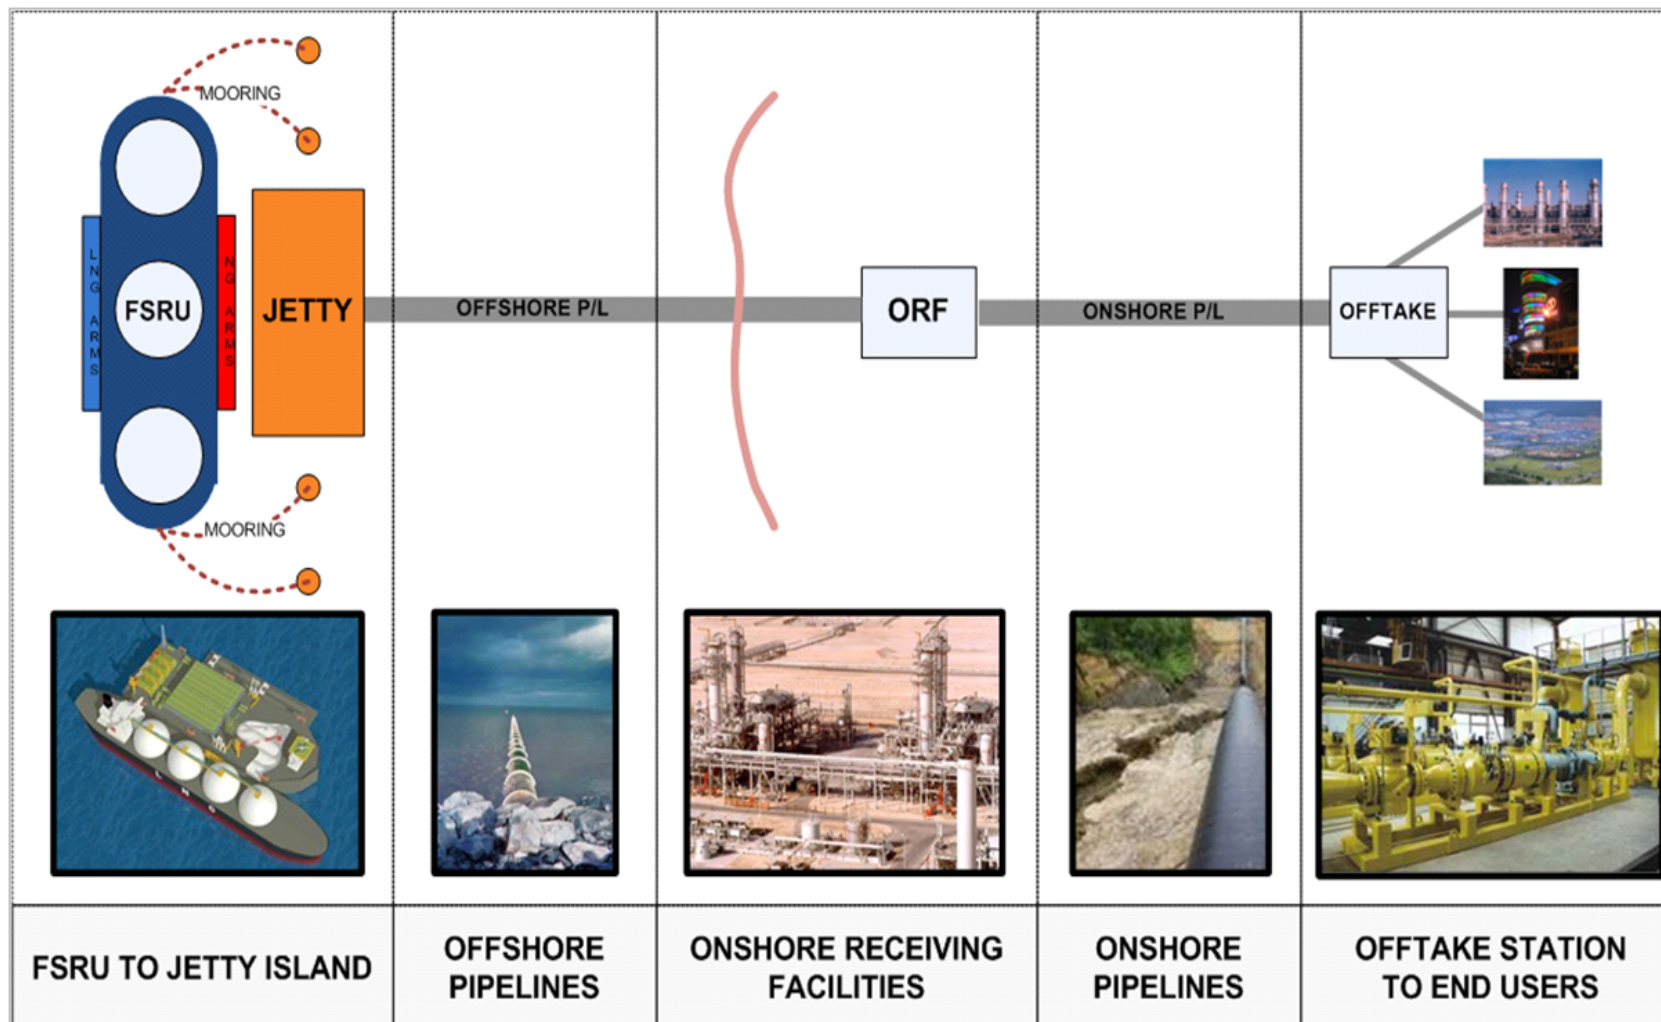 MOORING
LNG ARMS
FSRU
NG ARMS
JETTY
OFFSHORE P/L
ORF
ONSHORE P/L
OFFTAKE
MOORING
L N G
FSRU TO JETTY ISLAND
OFFSHORE
PIPELINES
ONSHORE RECEIVING
FACILITIES
ONSHORE
PIPELINES
OFFTAKE STATION
TO END USERS